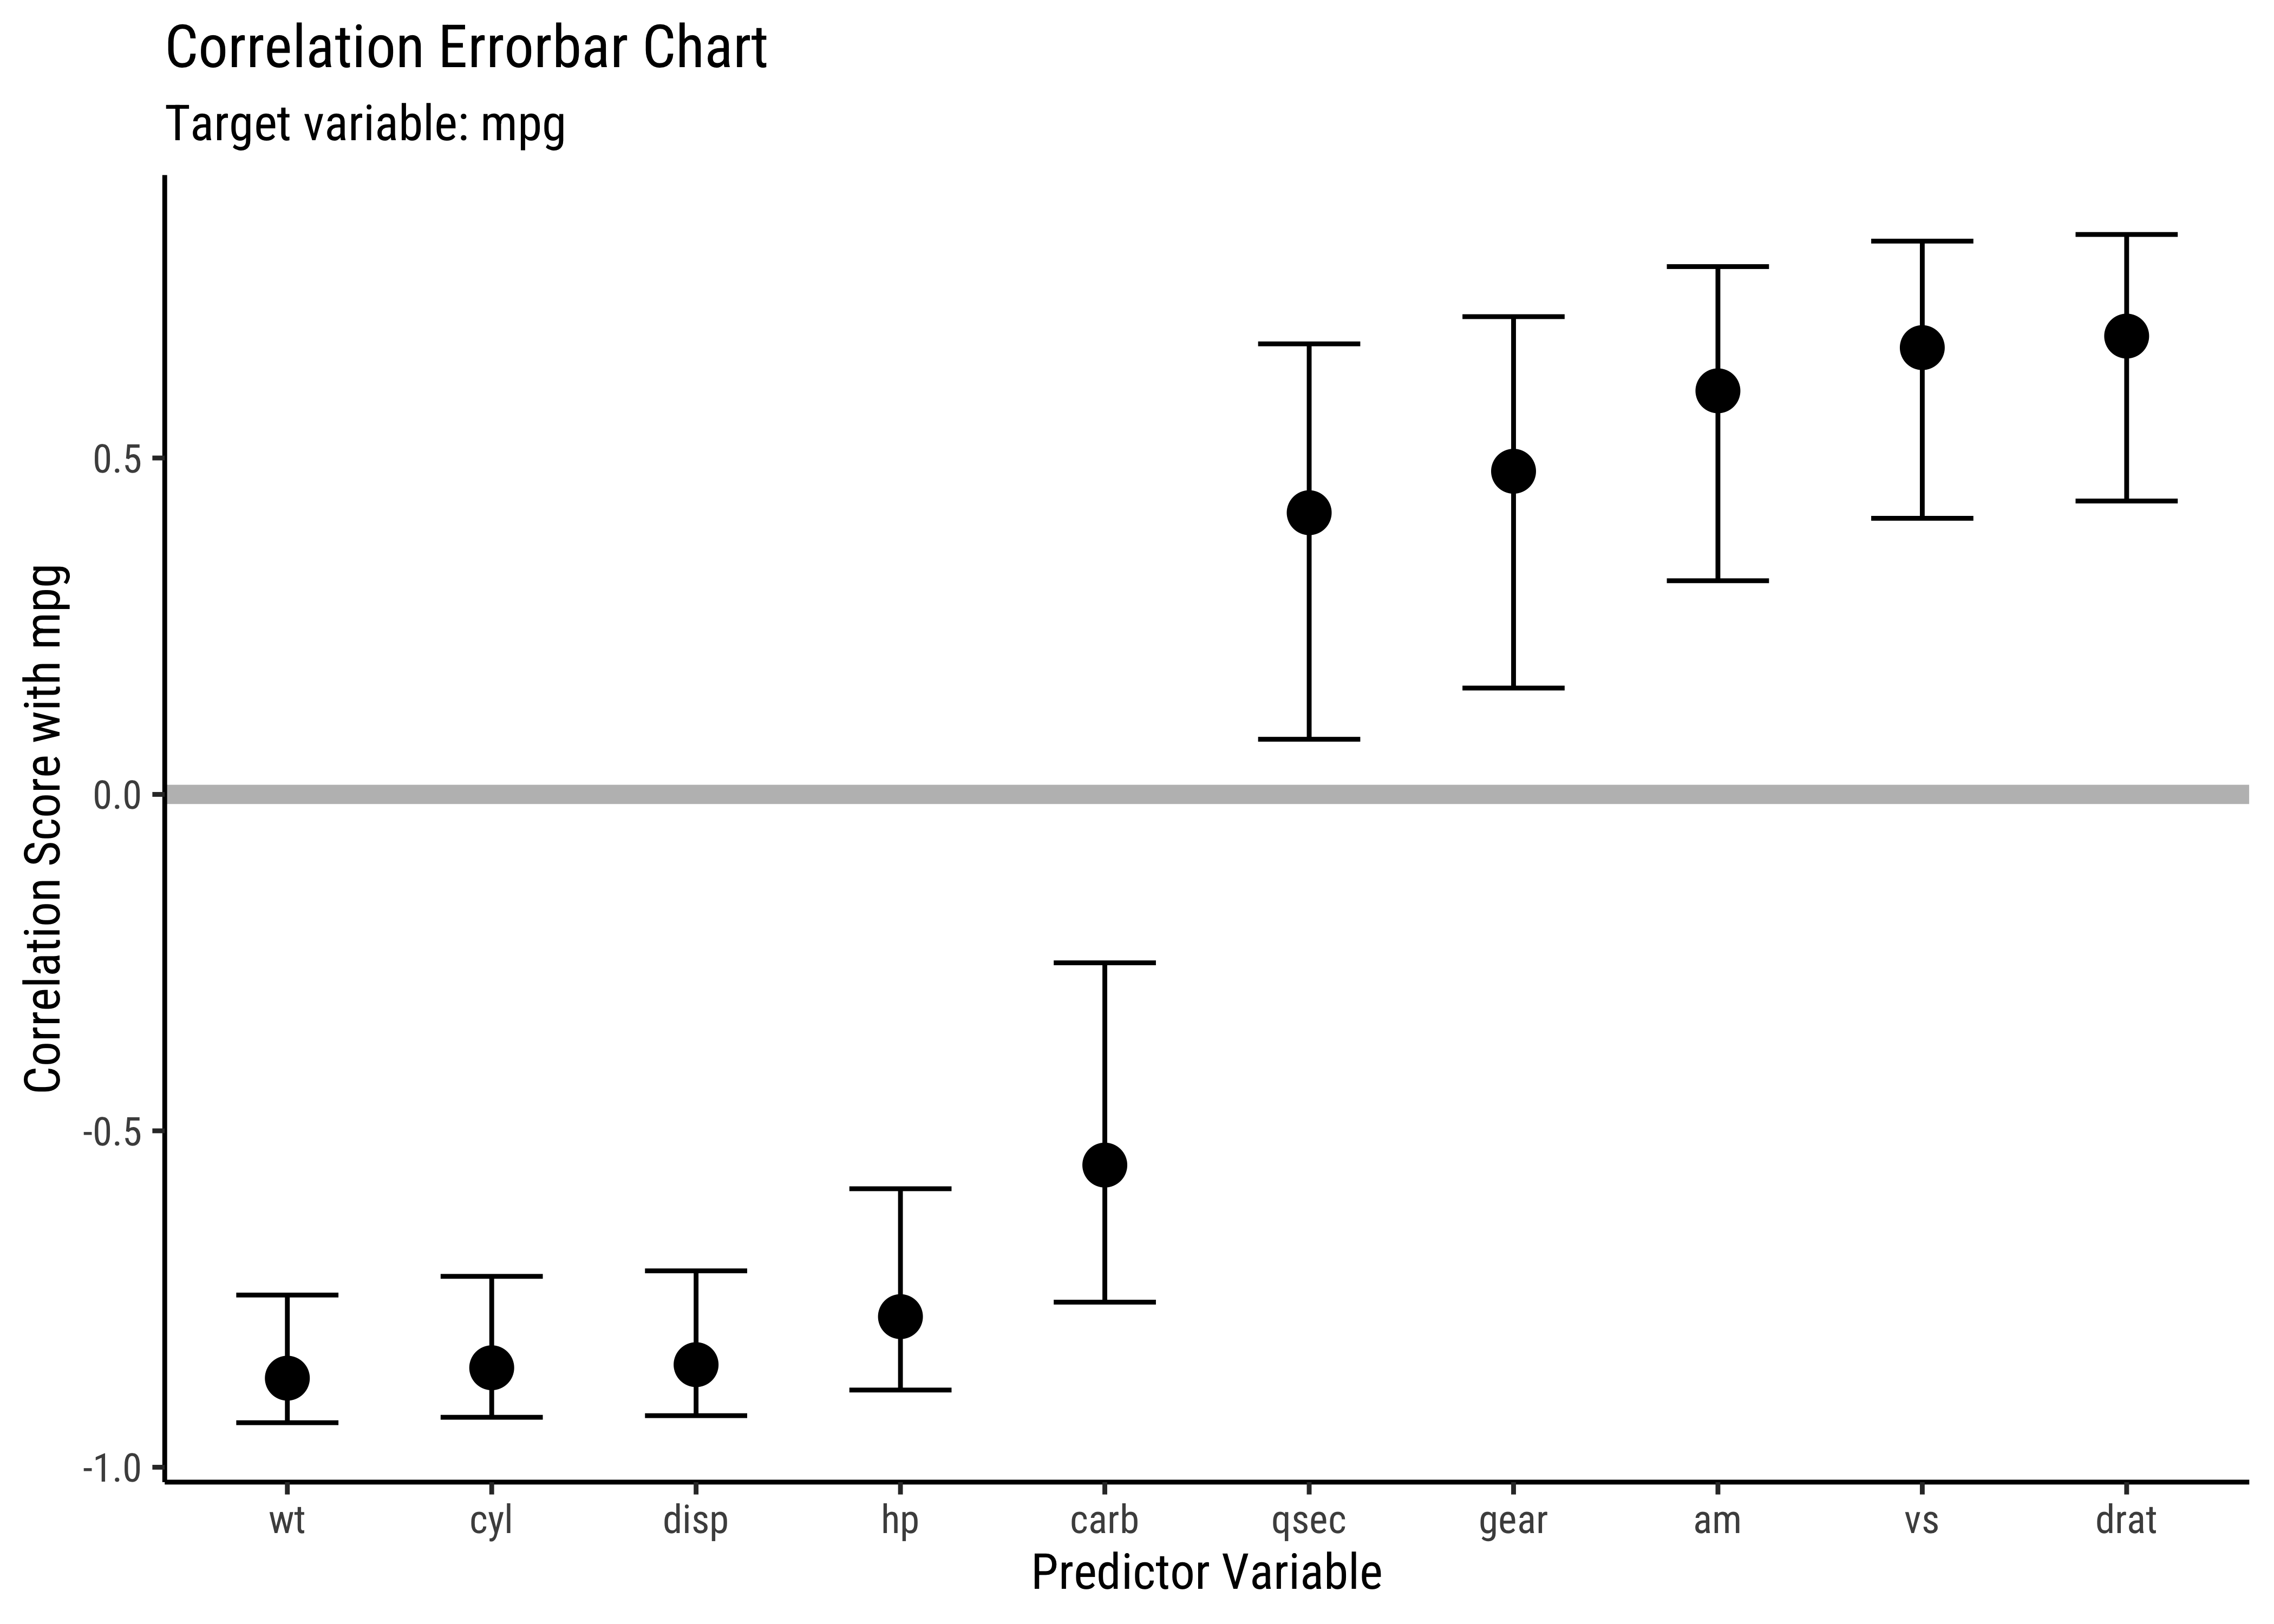 Correlation Errorbar Chart
Target variable: mpg
Correlation Score with mpg
0.5
0.0
-0.5
-1.0
wt cyl disp hp carb qsec gear am vs drat
Predictor Variable